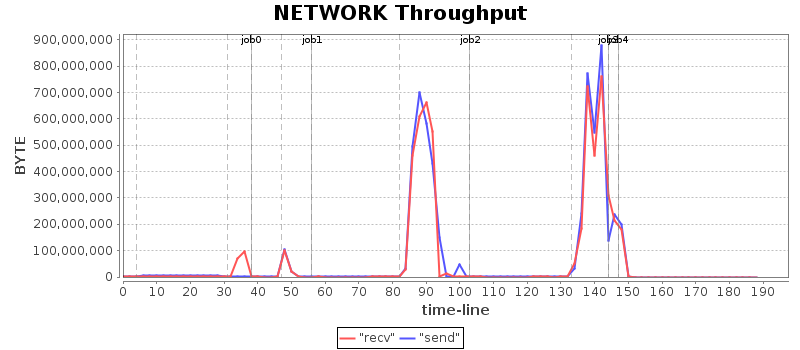 NETWORK Throughput
job0 job1 job2 job3 job4
BYTE
900,000,000
800,000,000
700,000,000
600,000,000
500,000,000
400,000,000
300,000,000
200,000,000
100,000,000
0
0 10 20 30 40 50 60 70 80 90 100 110 120 130 140 150 160 170 180 190
time-line
"recv" "send"